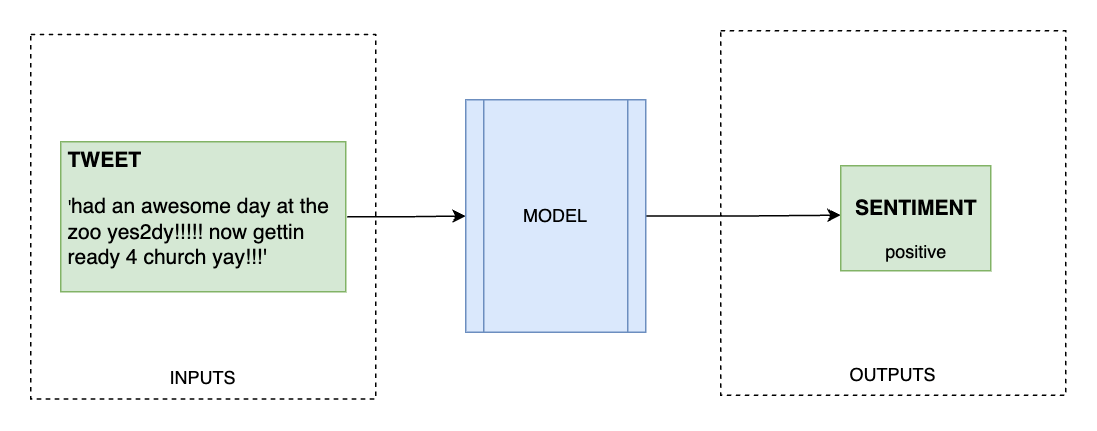 TWEET
'had an awesome day at the
zoo yes2dy!!!!! now gettin
ready 4 church yay!!!'
INPUTS
MODEL
SENTIMENT
positive
OUTPUTS